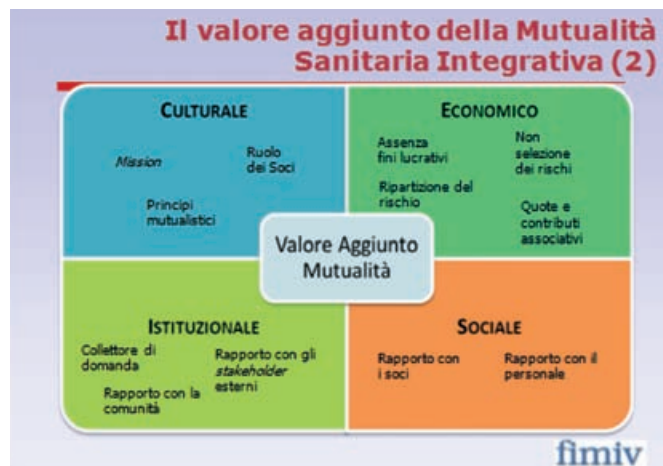 Il valore aggiunto della Mutualità
Sanitaria Integrativa (2)
CULTURALE
Mission
Ruolo
dei Soci
Principi
mutualistici
ECONOMICO
Assenza
fini lucrativi
Non
selezione
dei rischi
Ripartizione del
rischio
Quote e
contributi
associativi
Valore Aggiunto
Mutualità
ISTITUZIONALE
Collettore di
domanda
Rapporto con gli
stakeholder
esterni
Rapporto con la
comunità
SOCIALE
Rapporto con
i soci
Rapporto con il
personale
fimiv